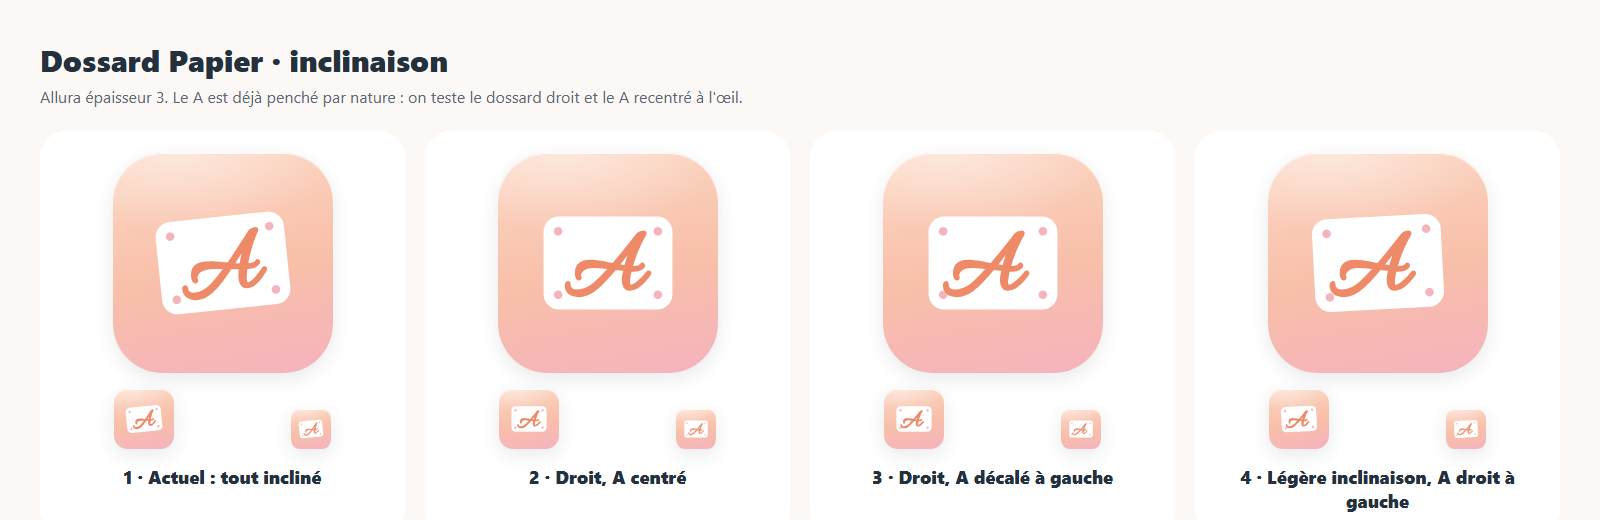 Dossard Papier · inclinaison
Allura épaisseur 3. Le A est déjà penché par nature : on teste le dossard droit et le A recentré à l'œil.
A A A A
A A A A A A A A
1 · Actuel : tout incliné
2 · Droit, A centré
3 · Droit, A décalé à gauche
4 · Légère inclinaison, A droit à
gauche